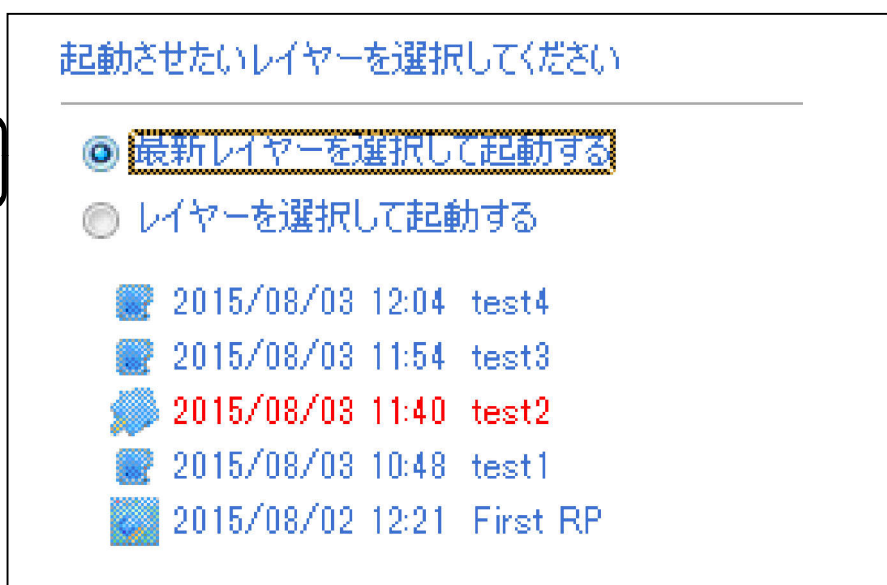 起動させたいレイヤーを選択してください
最新レイヤーを選択して起動する
レイヤーを選択して起動する
2015/08/03 12:04 test4
2015/08/03 11:54 test3
2015/08/03 11:40 test2
2015/08/03 10:48 test1
2015/08/02 12:21 First RP